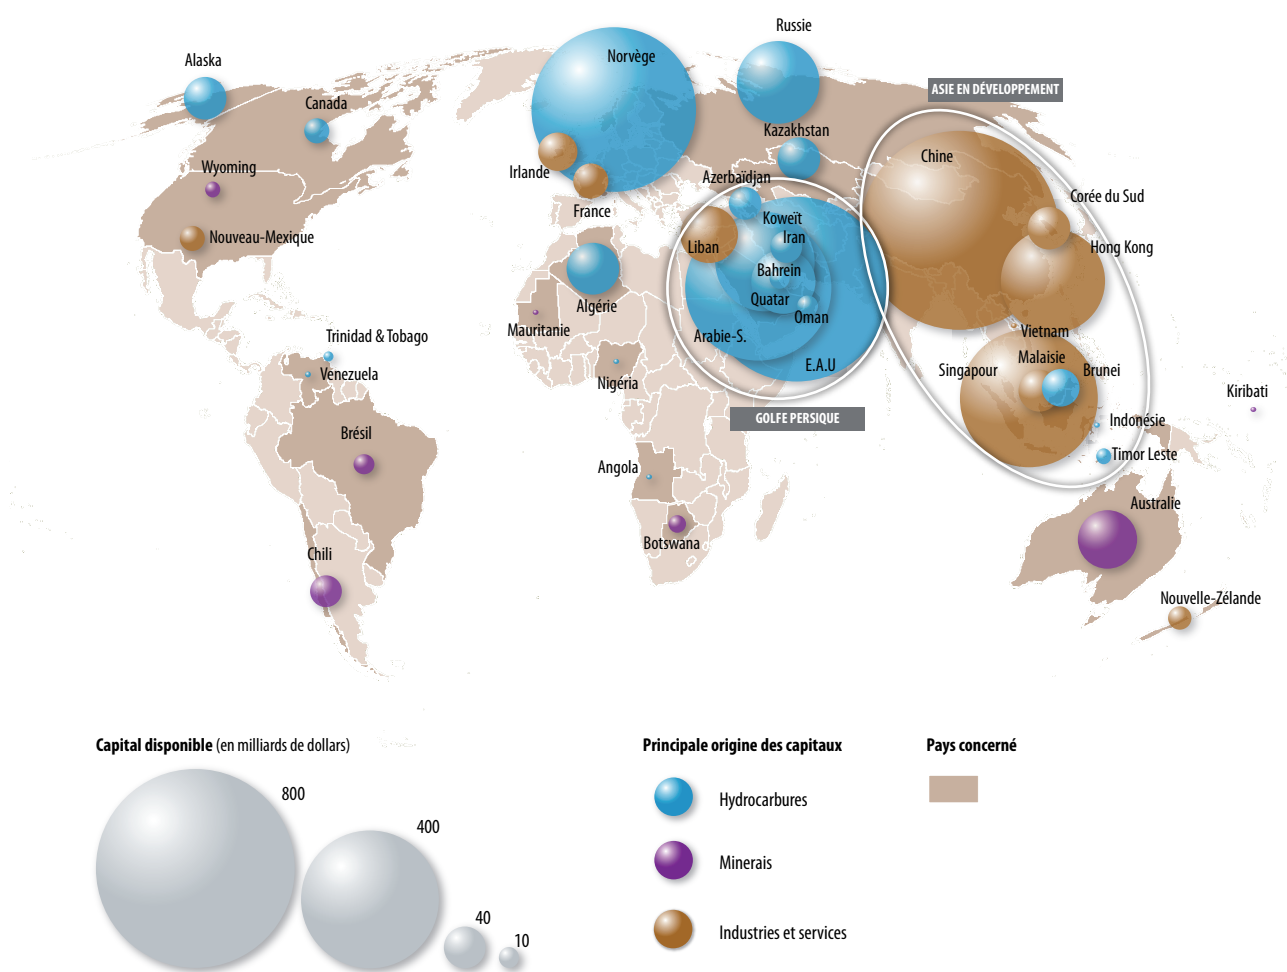 Russie
Norvège
Alaska
ASIE EN DÉVELOPPEMENT
Canada
Kazakhstan
Chine
Wyoming
Irlande
Azerbaïdjan
Corée du Sud
France
Koweït
Nouveau-Mexique
Iran
Liban
Hong Kong
Bahrein
Quatar
Algérie
Oman
Mauritanie
Arabie-S.
Vietnam
Trinidad & Tobago
Malaisie
E.A.U
Singapour
Brunei
Venezuela
Nigéria
Kiribati
GOLFE PERSIQUE
Indonésie
Brésil
Timor Leste
Angola
Australie
Botswana
Chili
Nouvelle-Zélande
Capital disponible (en milliards de dollars)
800
400
40
10
Principale origine des capitaux
Hydrocarbures
Minerais
Industries et services
Pays concerné